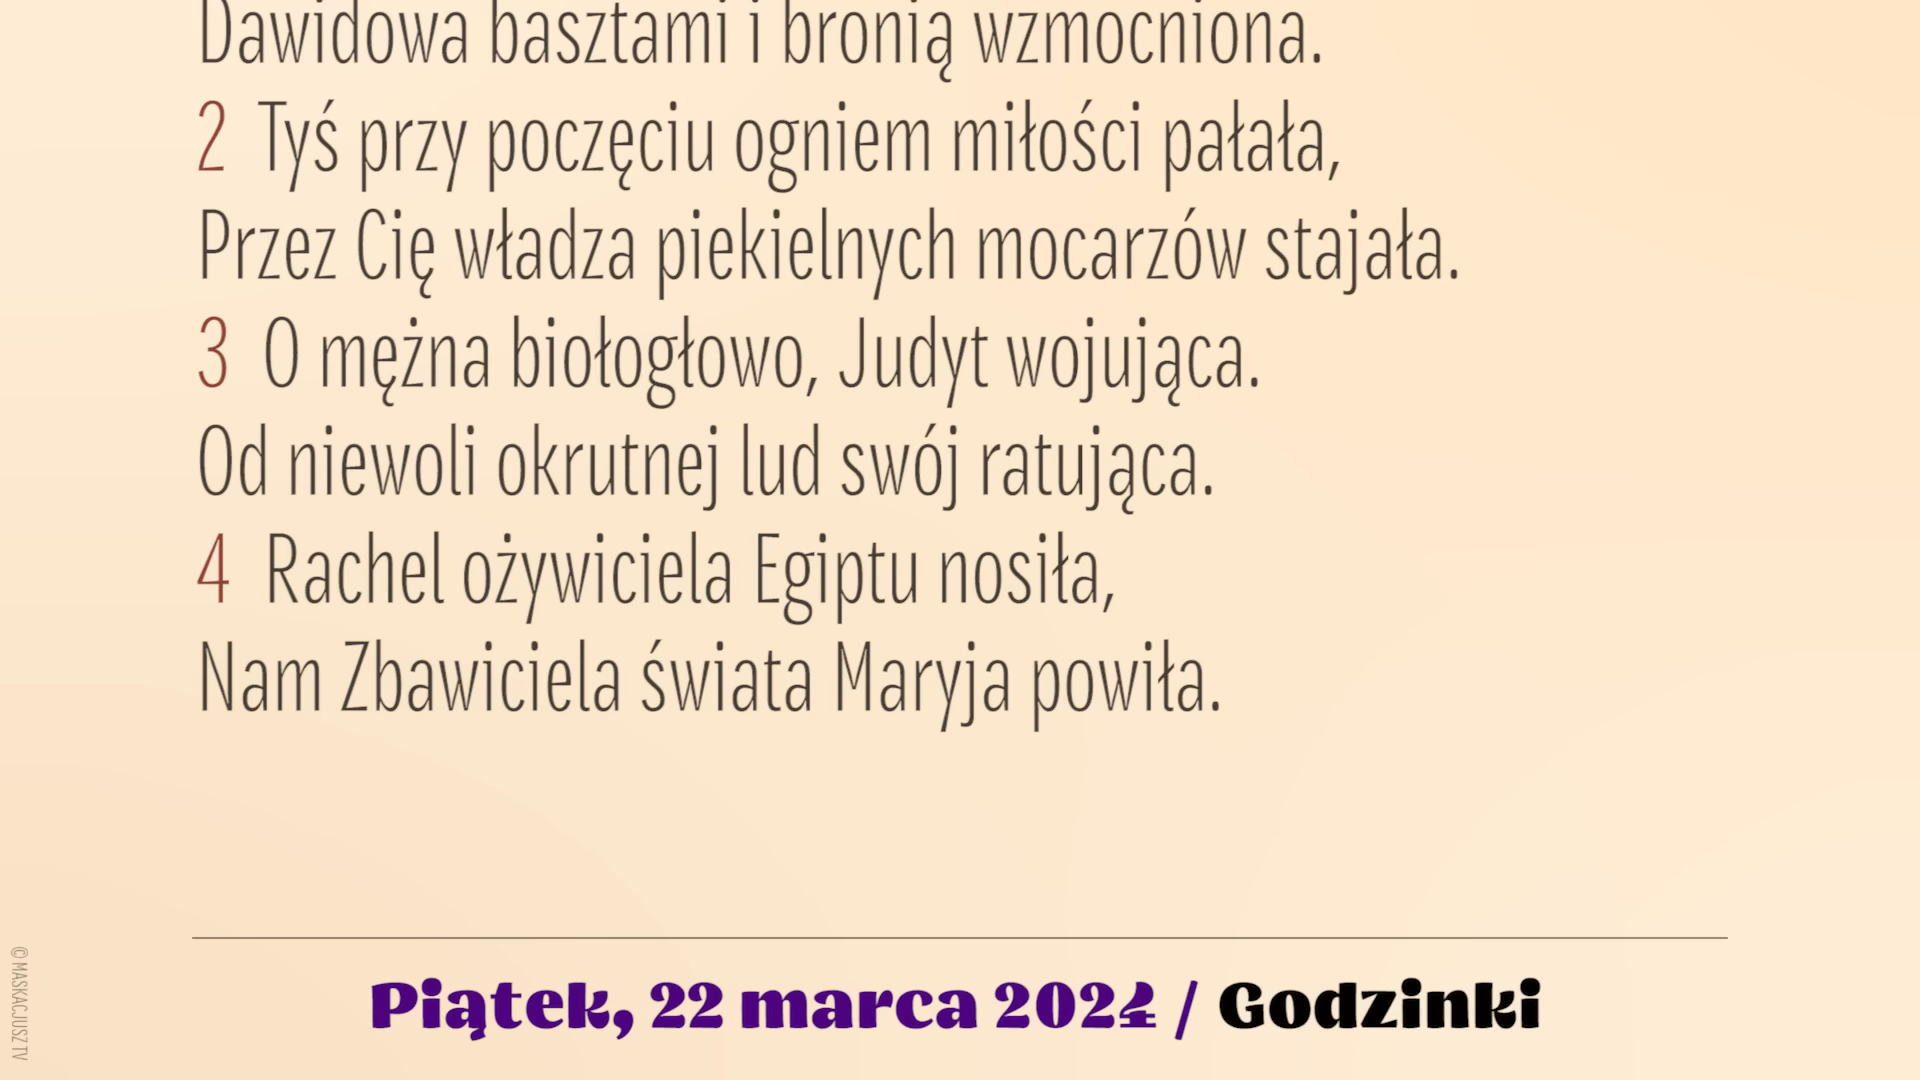 Dawidowa basztami i bronią wzmocniona.
2 Tyś przy poczęciu ogniem miłości pałała,
Przez Cię władza piekielnych mocarzów stajała.
3 O mężna biołogłowo, Judyt wojująca.
Od niewoli okrutnej lud swój ratująca.
4 Rachel ożywiciela Egiptu nosiła,
Nam Zbawiciela świata Maryja powiła.
Piątek, 22 marca 2024 / Godzinki
© MASKACJUSZ TV